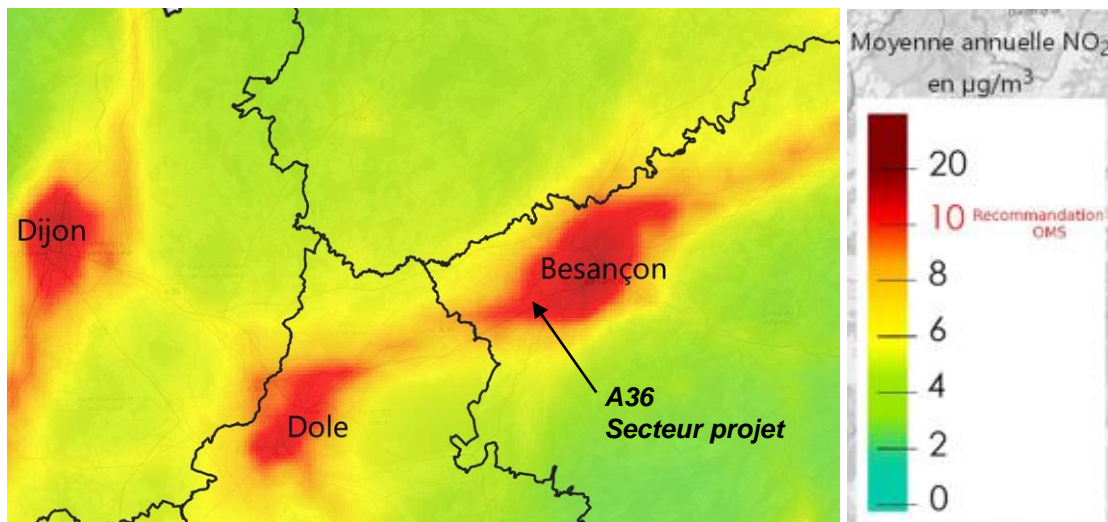 Dijon
Besançon
Dole
A36
Secteur projet
Moyenne annuelle NO2
en µg/m3
20
10 Recommandation
OMS
8
6
4
2
0